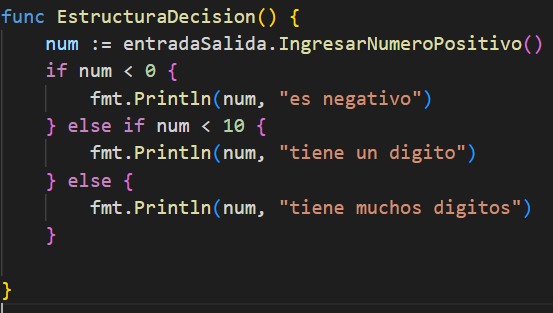 func EstructuraDecision() {
    num := entradaSalida.IngresarNumeroPositivo()
    if num < 0 {
        fmt.Println(num, "es negativo")
    } else if num < 10 {
        fmt.Println(num, "tiene un digito")
    } else {
        fmt.Println(num, "tiene muchos digitos")
    }
}